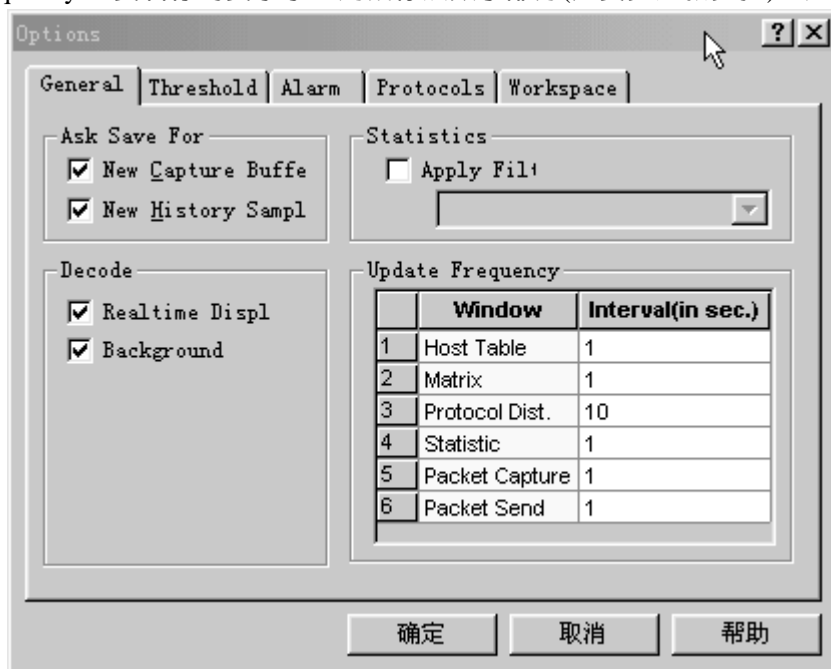 Options
General Threshold Alarm Protocols Workspace
Ask Save For
New Capture Buffe
New History Sampl
Statistics
Apply Filt
Decode
Realtime Displ
Background
Update Frequency
Window Interval(in sec.)
1 Host Table 1
2 Matrix 1
3 Protocol Dist. 10
4 Statistic 1
5 Packet Capture 1
6 Packet Send 1
确定 取消 帮助